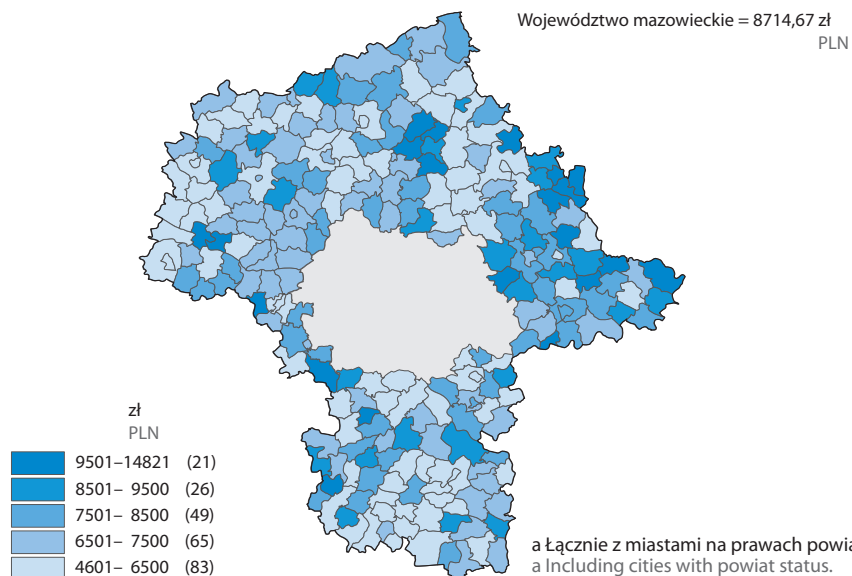 Województwo mazowieckie = 8714,67 zł
PLN
zł
PLN
9501–14821 (21)
8501– 9500 (26)
7501– 8500 (49)
6501– 7500 (65)
4601– 6500 (83)
a Łącznie z miastami na prawach
a Including cities with powiat status.